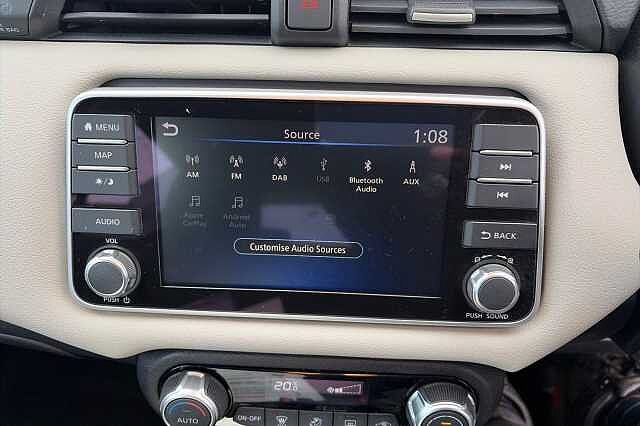 Source
1:08
AM
FM
DAB
USB
Bluetooth
Audio
AUX
Apple
CarPlay
Android
Auto
Customise Audio Sources
MENU
MAP
AUDIO
VOL
PUSH
BACK
PUSH SOUND
20.
AUTO
ON•OFF